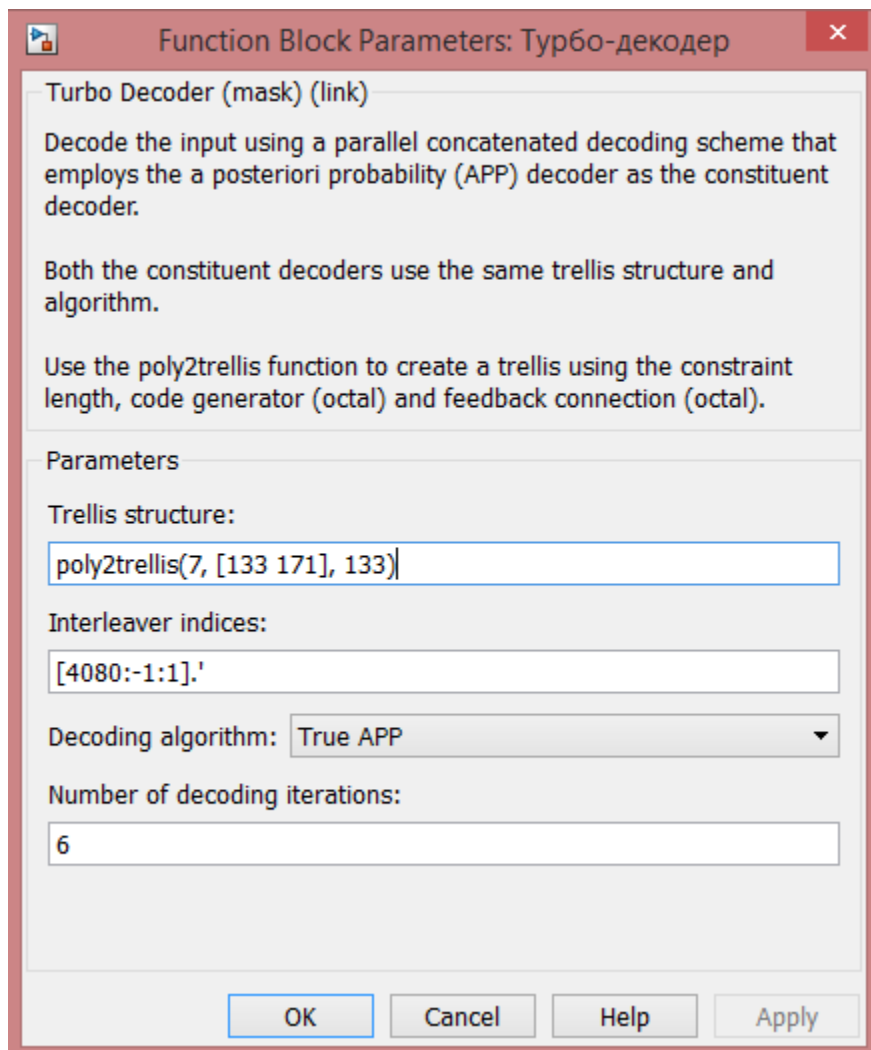 Function Block Parameters: Турбо-декодер
Turbo Decoder (mask) (link)
Decode the input using a parallel concatenated decoding scheme that
employs the a posteriori probability (APP) decoder as the constituent
decoder.
Both the constituent decoders use the same trellis structure and
algorithm.
Use the poly2trellis function to create a trellis using the constraint
length, code generator (octal) and feedback connection (octal).
Parameters
Trellis structure:
poly2trellis(7, [133 171], 133)
Interleaver indices:
[4080:-1:1].'
Decoding algorithm: True APP
Number of decoding iterations:
6
OK Cancel Help Apply